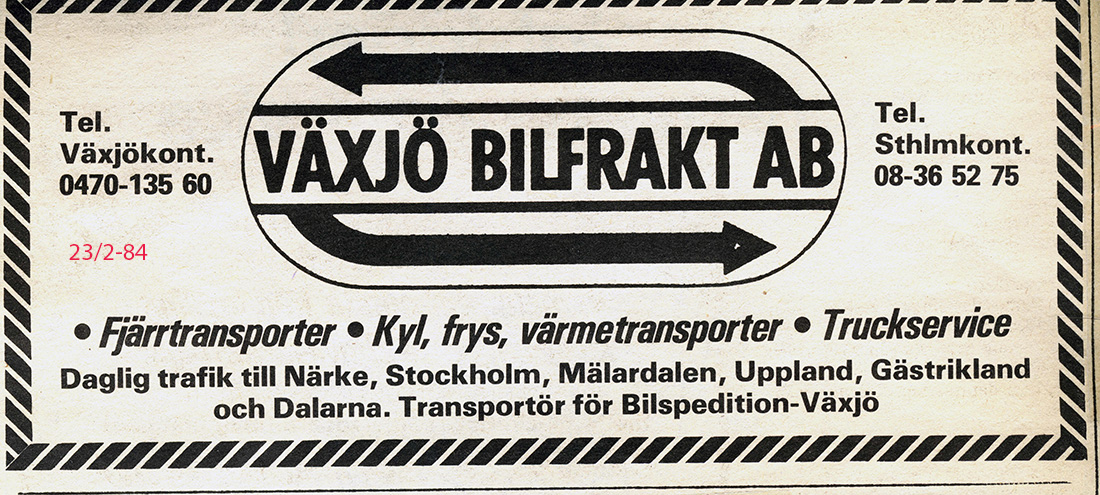 Tel.
Växjökont.
0470-135 60
VÄXJÖ BILFRAKT AB
Tel.
Sthlmkont.
08-36 52 75
23/2-84
• Fjärrtransporter • Kyl, frys, värmetransporter • Truckservice
Daglig trafik till Närke, Stockholm, Mälardalen, Uppland, Gästrikland
och Dalarna. Transportör för Bilspedition-Växjö